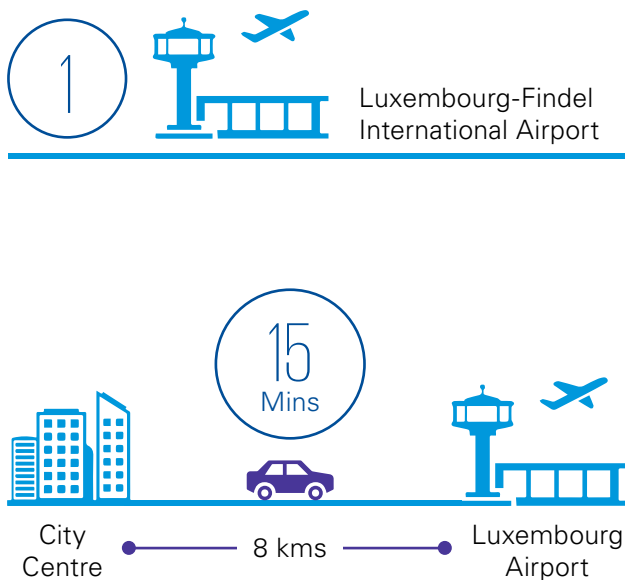 1
Luxembourg-Findel
International Airport
15
Mins
City
Centre
8 kms
Luxembourg
Airport